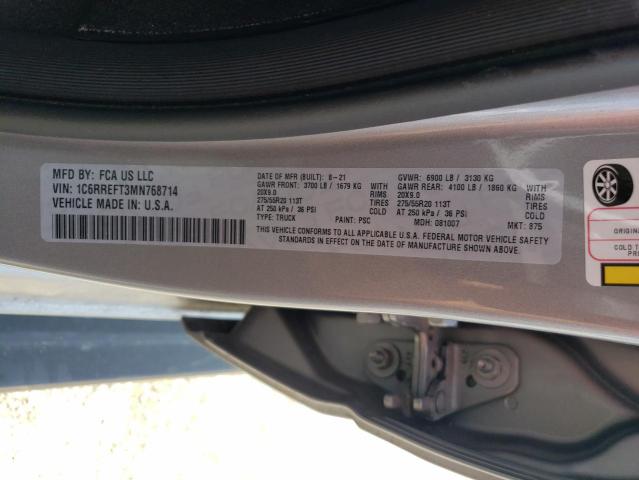 MFD BY: FCA US LLC
VIN: 1C6RREFT3MN768714
VEHICLE MADE IN: U.S.A.
DATE OF MFR (BUILT) 8-21
GAWR FRONT: 3700 LB / 1679 KG WITH
20X9.0 RIMS
275/55R20 113T TIRES
AT 250 kPa / 36 PSI
TYPE: TRUCK PAINT: PSC
GVWR: 6900 LB / 3130 KG
GAWR REAR: 4100 LB / 1860 KG WITH
20X9.0 RIMS
275/55R20 113T TIRES
AT 250 kPa / 36 PSI
MDH: 081007 MKT: 875
THIS VEHICLE CONFORMS TO ALL APPLICABLE U.S.A. FEDERAL MOTOR VEHICLE SAFETY
STANDARDS IN EFFECT ON THE DATE OF MANUFACTURE SHOWN ABOVE.
COLD